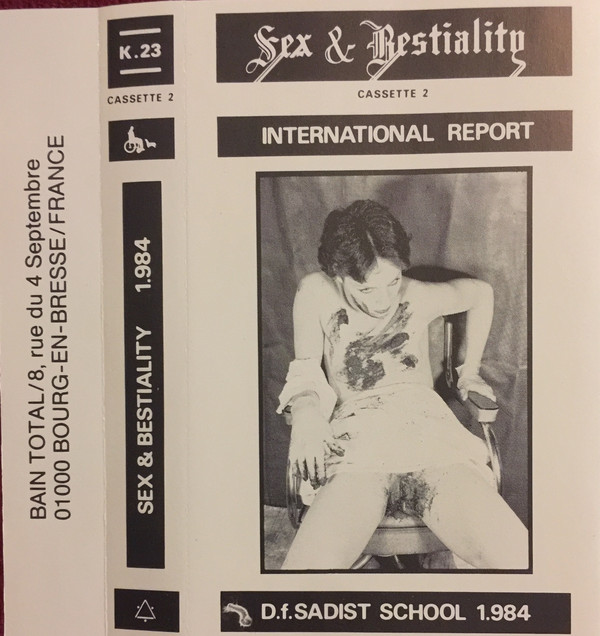 BAIN TOTAL/8, rue du 4 Septembre
01000 BOURG-EN-BRESSE/FRANCE
K.23
CASSETTE 2
SEX & BESTIALITY 1.984
Sex & Bestiality
CASSETTE 2
INTERNATIONAL REPORT
D.f.SADIST SCHOOL 1.984